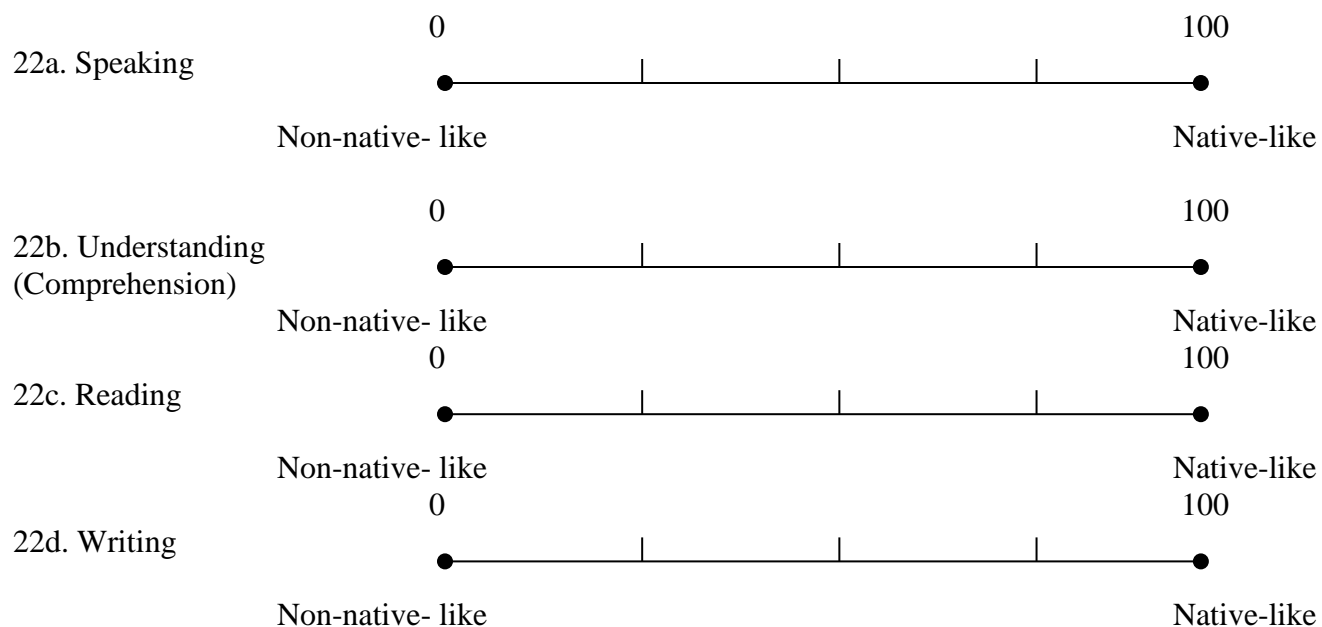 0 100
22a. Speaking
Non-native- like Native-like
0 100
22b. Understanding
(Comprehension)
Non-native- like Native-like
0 100
22c. Reading
Non-native- like Native-like
0 100
22d. Writing
Non-native- like Native-like